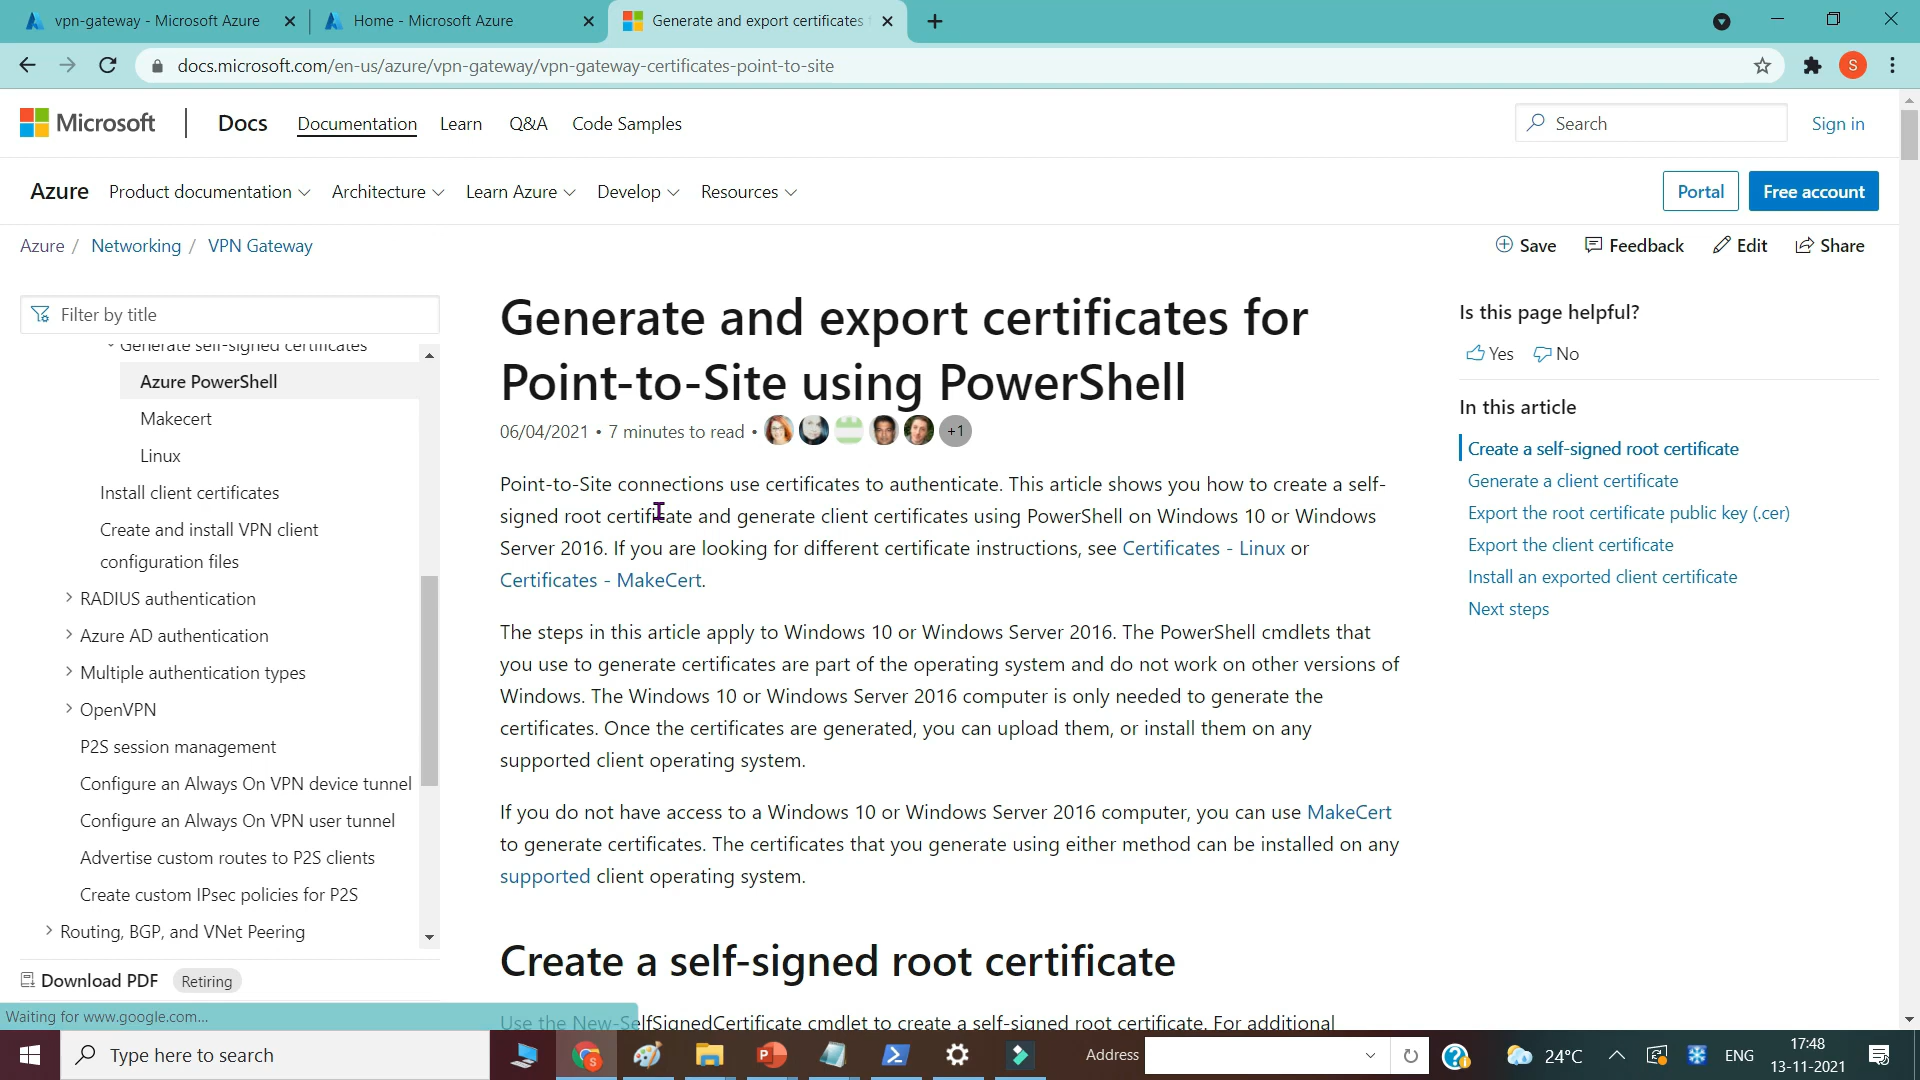 vpn-gateway - Microsoft Azure
Home - Microsoft Azure
Generate and export certificates
docs.microsoft.com/en-us/azure/vpn-gateway/vpn-gateway-certificates-point-to-site
S
Microsoft
Docs
Documentation
Learn
Q&A
Code Samples
Search
Sign in
Azure
Product documentation
Architecture
Learn Azure
Develop
Resources
Portal
Free account
Azure / Networking / VPN Gateway
Save
Feedback
Edit
Share
Filter by title
Generate self-signed certificates
Azure PowerShell
Makecert
Linux
Install client certificates
Create and install VPN client
configuration files
RADIUS authentication
Azure AD authentication
Multiple authentication types
OpenVPN
P2S session management
Configure an Always On VPN device tunnel
Configure an Always On VPN user tunnel
Advertise custom routes to P2S clients
Create custom IPsec policies for P2S
Routing, BGP, and VNet Peering
Download PDF
Retiring
Generate and export certificates for
Point-to-Site using PowerShell
06/04/2021 • 7 minutes to read •
+1
Point-to-Site connections use certificates to authenticate. This article shows you how to create a self-
signed root certificate and generate client certificates using PowerShell on Windows 10 or Windows
Server 2016. If you are looking for different certificate instructions, see Certificates - Linux or
Certificates - MakeCert.
The steps in this article apply to Windows 10 or Windows Server 2016. The PowerShell cmdlets that
you use to generate certificates are part of the operating system and do not work on other versions of
Windows. The Windows 10 or Windows Server 2016 computer is only needed to generate the
certificates. Once the certificates are generated, you can upload them, or install them on any
supported client operating system.
If you do not have access to a Windows 10 or Windows Server 2016 computer, you can use MakeCert
to generate certificates. The certificates that you generate using either method can be installed on any
supported client operating system.
Create a self-signed root certificate
Use the New-SelfSignedCertificate cmdlet to create a self-signed root certificate. For additional
Is this page helpful?
Yes
No
In this article
Create a self-signed root certificate
Generate a client certificate
Export the root certificate public key (.cer)
Export the client certificate
Install an exported client certificate
Next steps
Waiting for www.google.com...
Type here to search
S
Address
24°C
ENG
17:48
13-11-2021